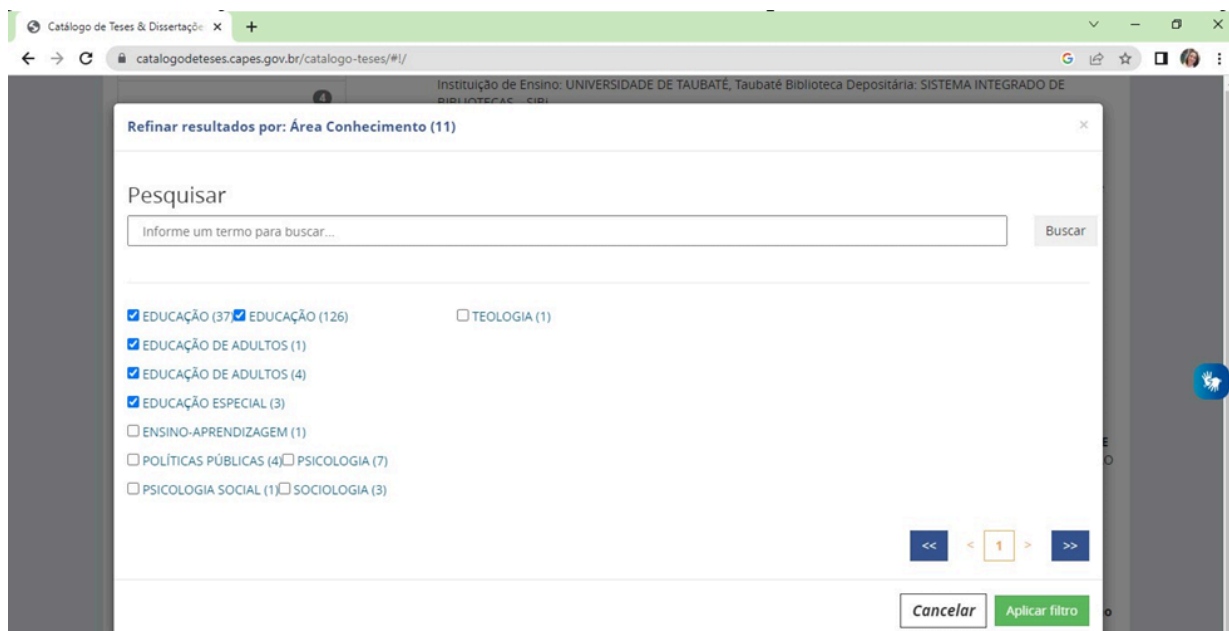 Catálogo de Teses & Dissertaçõe
catalogodeteses.capes.gov.br/catalogo-teses/#!/
Instituição de Ensino: UNIVERSIDADE DE TAUBATÉ, Taubaté Biblioteca Depositária: SISTEMA INTEGRADO DE
4
BIBLIOTECAS - SIBI
Refinar resultados por: Área Conhecimento (11) ×
Pesquisar
Informe um termo para buscar... Buscar
EDUCAÇÃO (37) EDUCAÇÃO (126) TEOLOGIA (1)
EDUCAÇÃO DE ADULTOS (1)
EDUCAÇÃO DE ADULTOS (4)
EDUCAÇÃO ESPECIAL (3)
ENSINO-APRENDIZAGEM (1)
POLÍTICAS PÚBLICAS (4) PSICOLOGIA (7)
PSICOLOGIA SOCIAL (1) SOCIOLOGIA (3)
<< < 1 > >>
Cancelar Aplicar filtro